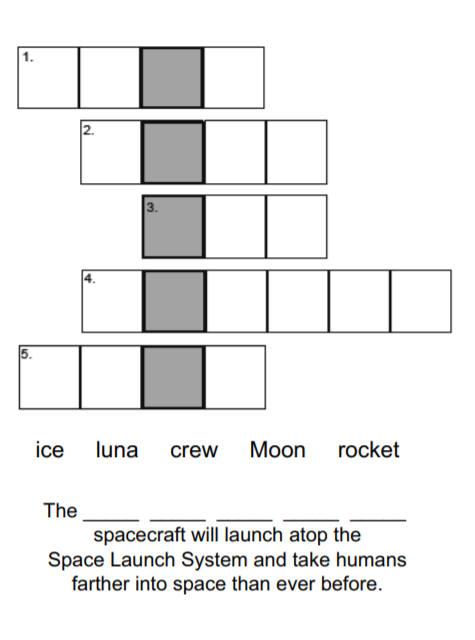 1.
2.
3.
4.
5.
ice luna crew Moon rocket
The _____ _____ _____ _____ _____
spacecraft will launch atop the
Space Launch System and take humans
farther into space than ever before.